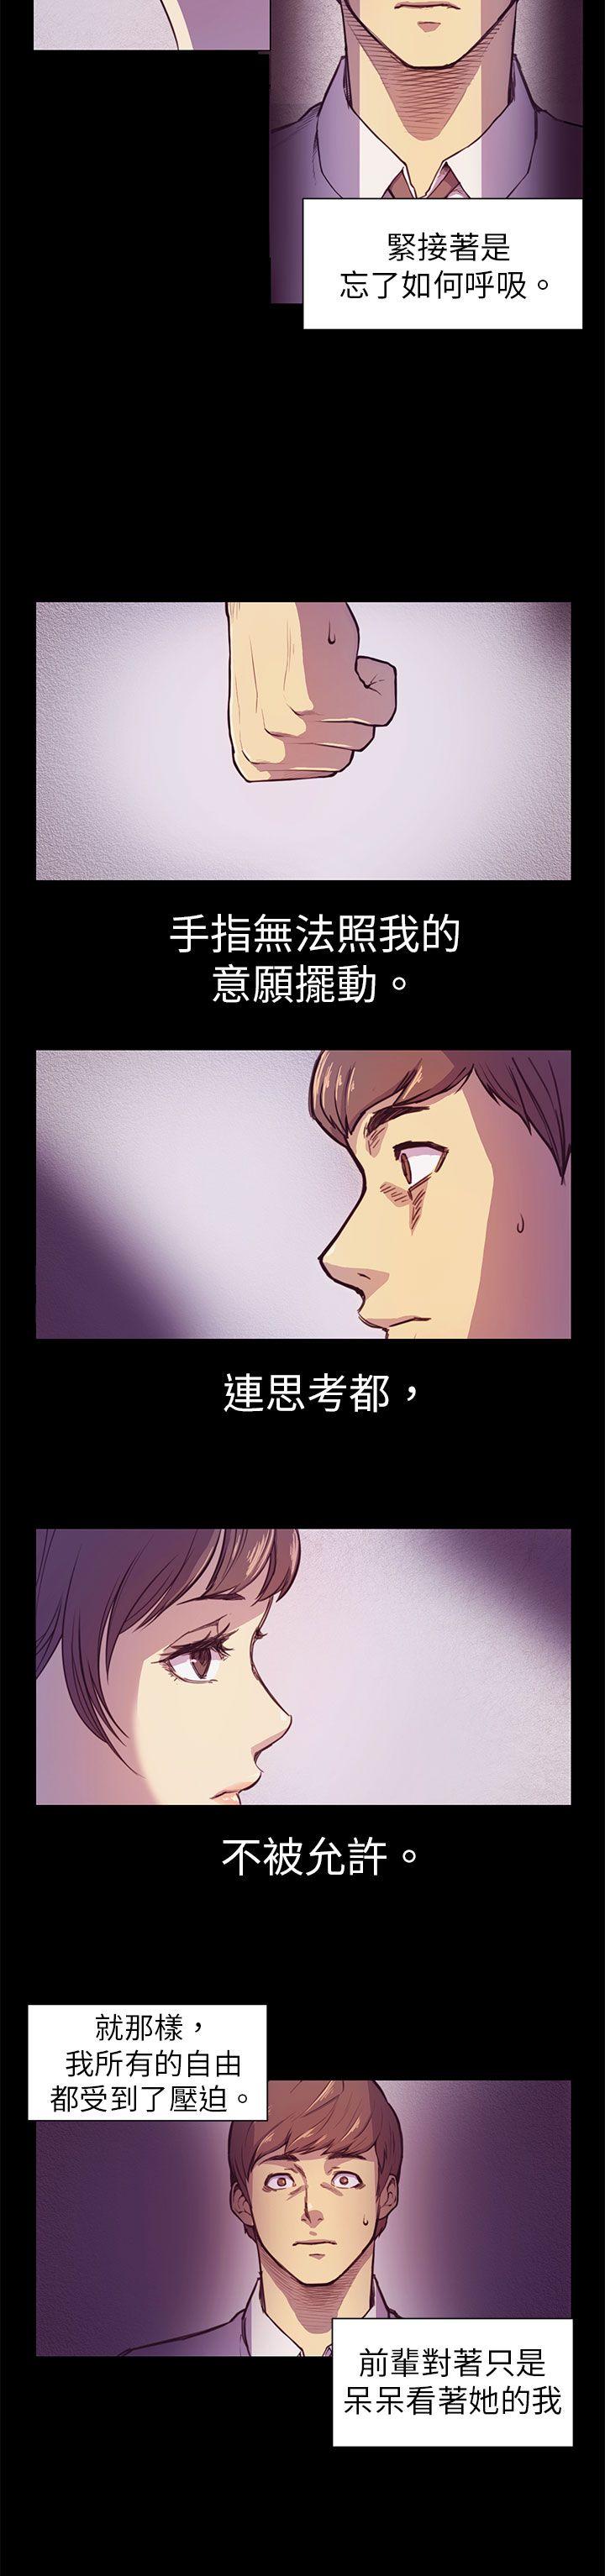 緊接著是
忘了如何呼吸。
手指無法照我的
意願擺動。
連思考都，
不被允許。
就那樣，
我所有的自由
都受到了壓迫。
前輩對著只是
呆呆看著她的我